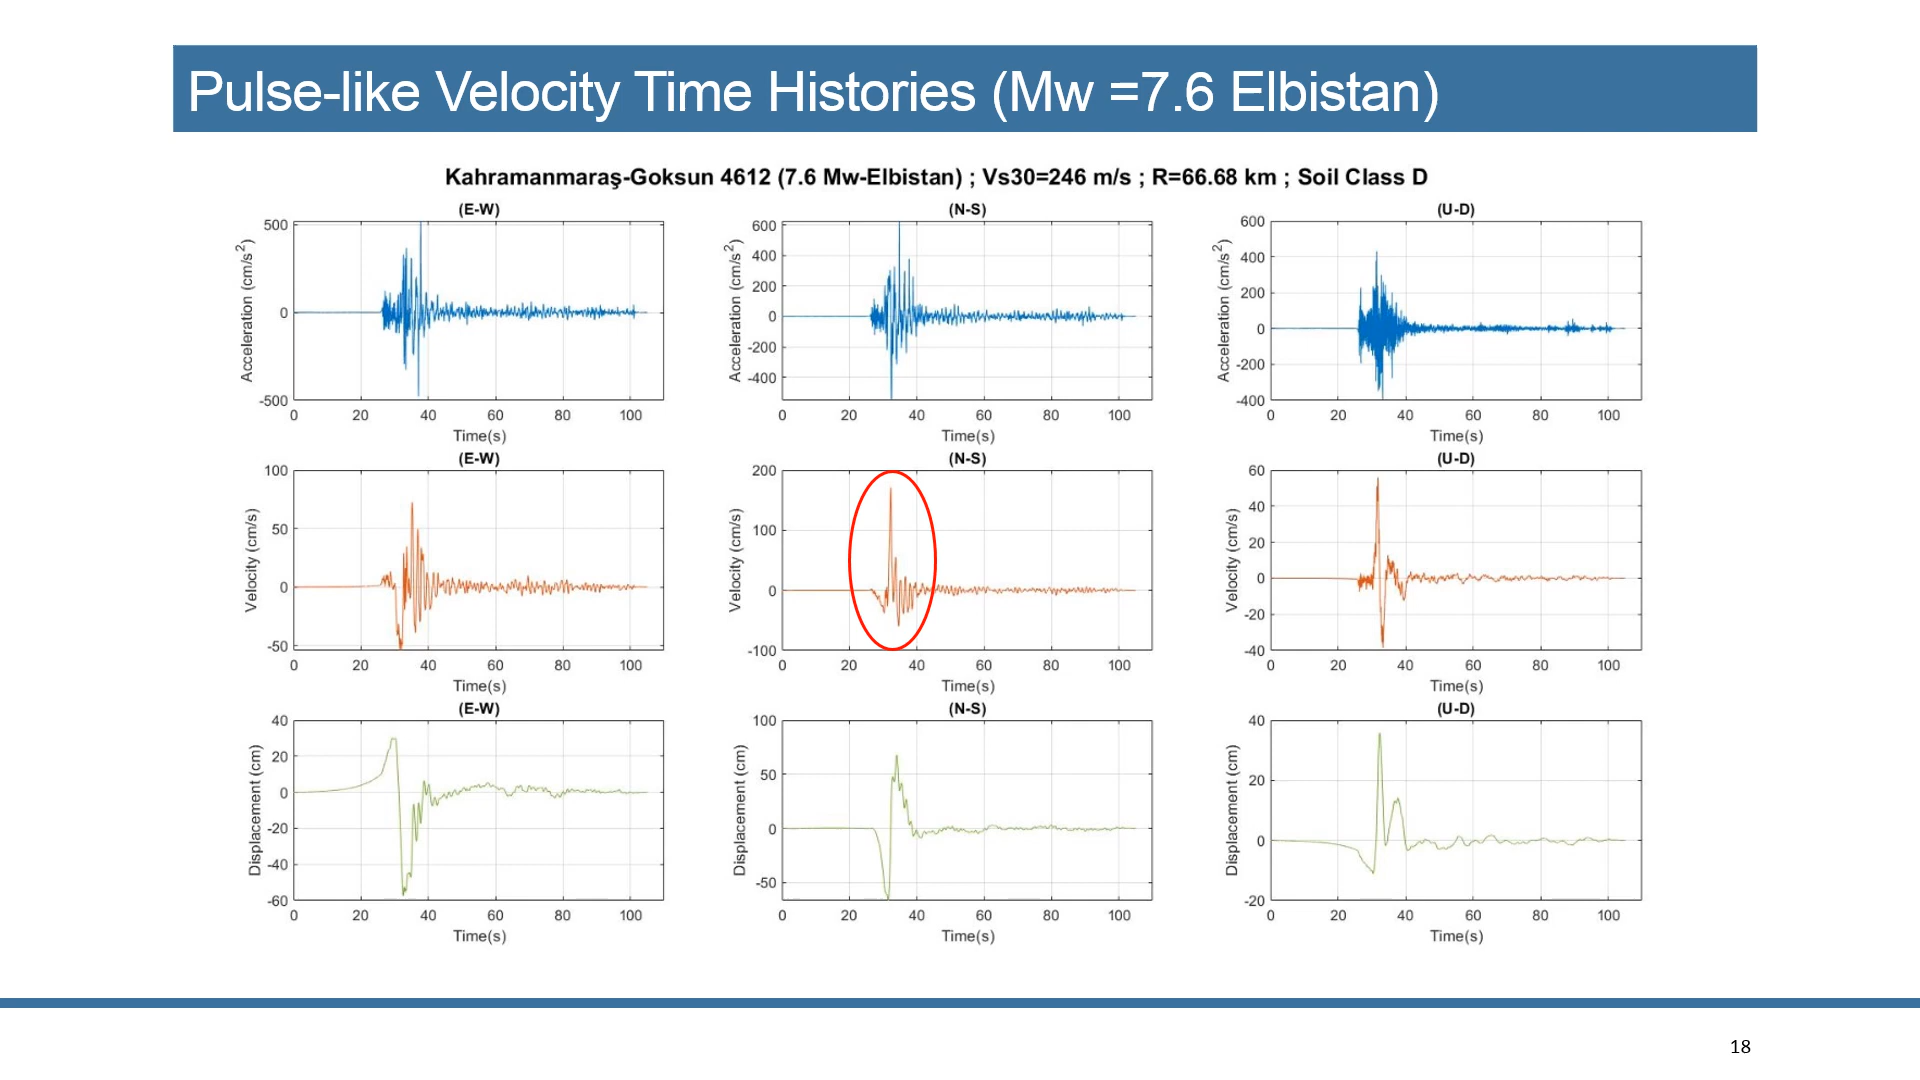 Pulse-like Velocity Time Histories (Mw =7.6 Elbistan)
Kahramanmaraş-Goksun 4612 (7.6 Mw-Elbistan) ; Vs30=246 m/s ; R=66.68 km ; Soil Class D
(E-W)
Acceleration (cm/s²)
500
0
-500
0 20 40 60 80 100
Time(s)
(N-S)
Acceleration (cm/s²)
600
400
200
0
-200
-400
0 20 40 60 80 100
Time(s)
(U-D)
Acceleration (cm/s²)
600
400
200
0
-200
-400
0 20 40 60 80 100
Time(s)
(E-W)
Velocity (cm/s)
100
50
0
-50
0 20 40 60 80 100
Time(s)
(N-S)
Velocity (cm/s)
200
100
0
-100
0 20 40 60 80 100
Time(s)
(U-D)
Velocity (cm/s)
60
40
20
0
-20
-40
0 20 40 60 80 100
Time(s)
(E-W)
Displacement (cm)
40
20
0
-20
-40
-60
0 20 40 60 80 100
Time(s)
(N-S)
Displacement (cm)
100
50
0
-50
0 20 40 60 80 100
Time(s)
(U-D)
Displacement (cm)
40
20
0
-20
0 20 40 60 80 100
Time(s)
18